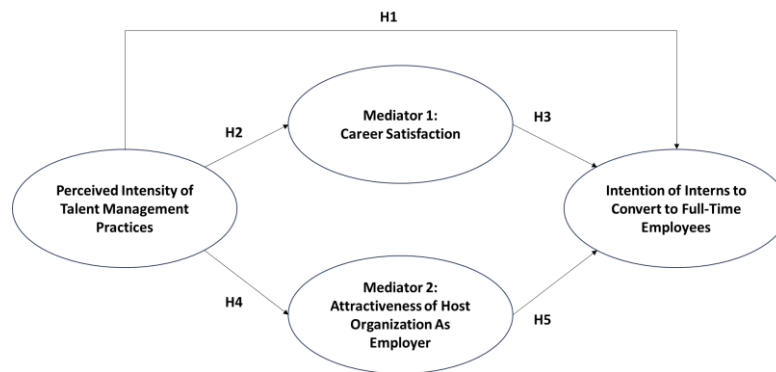 H1
Mediator 1:
Career Satisfaction
H2
H3
Perceived Intensity of
Talent Management
Practices
Intention of Interns to
Convert to Full-Time
Employees
H4
Mediator 2:
Attractiveness of Host
Organization As
Employer
H5